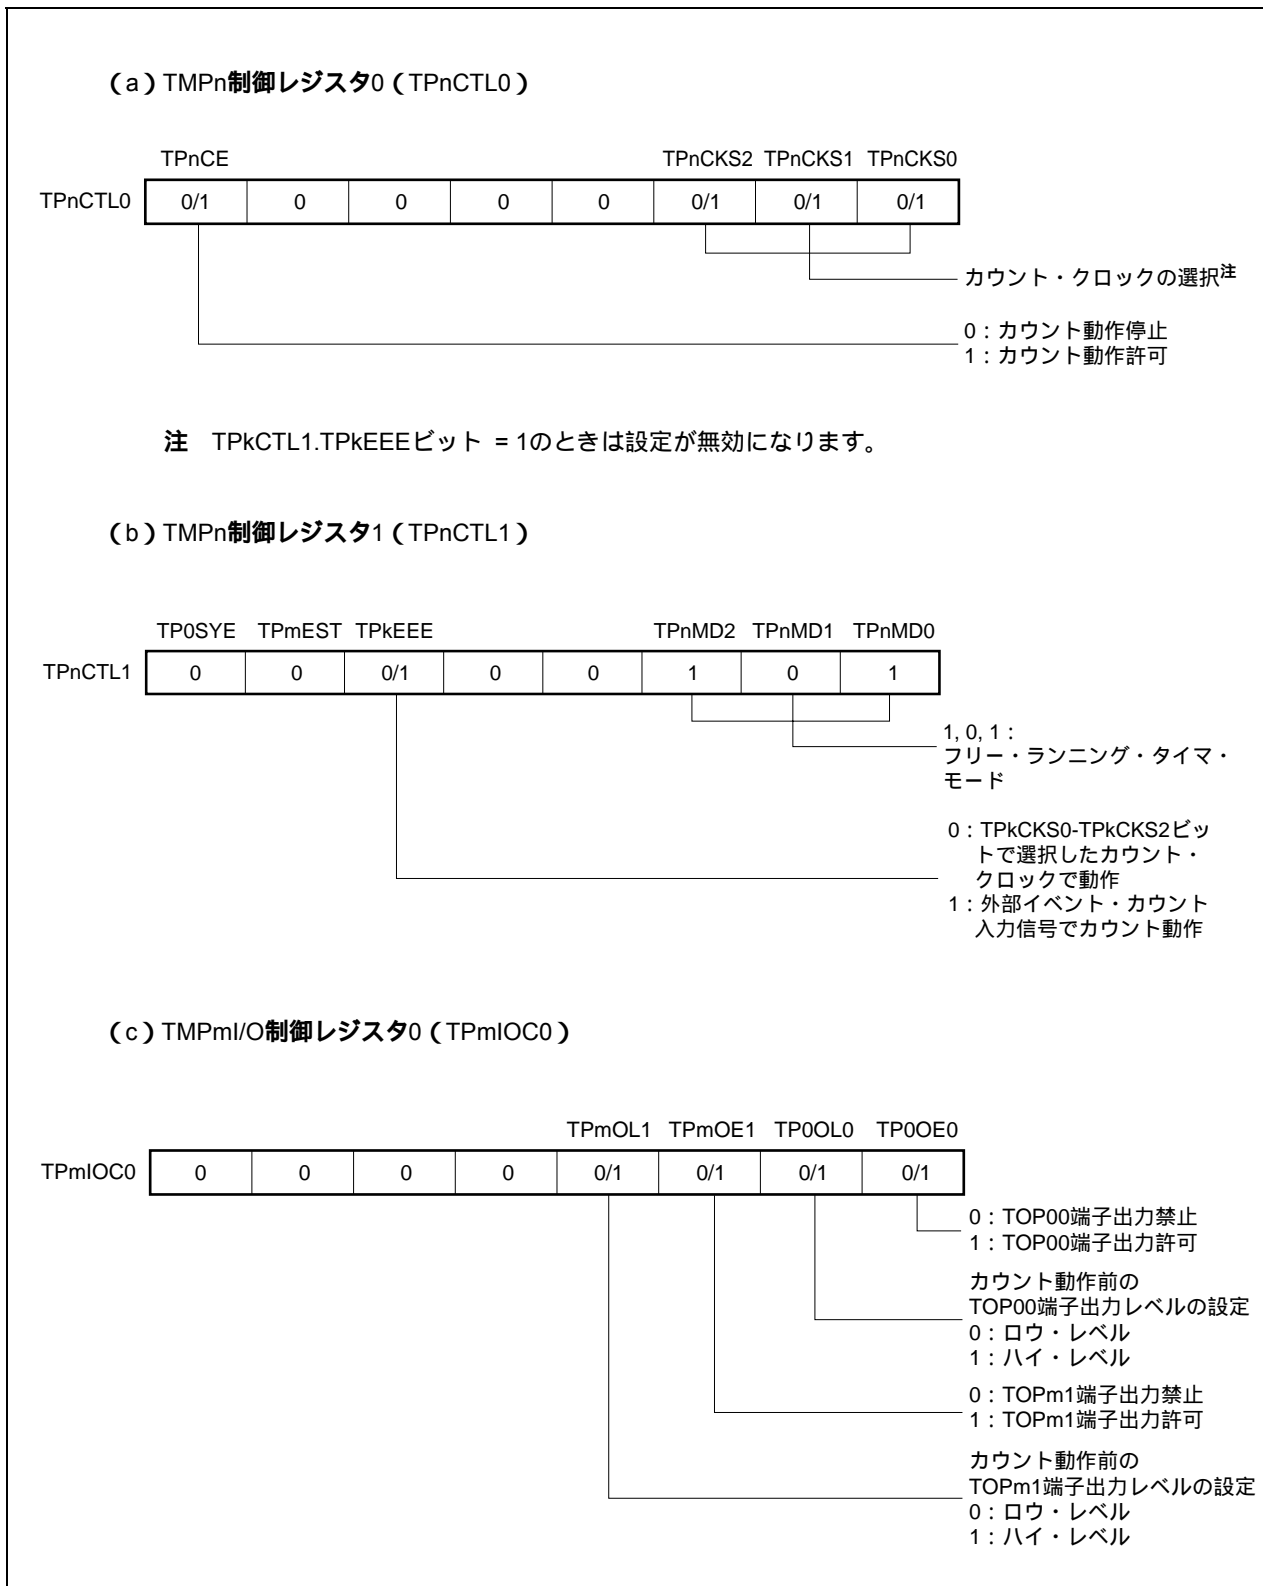 (a) TMPn制御レジスタ0 (TPnCTL0)
TPnCE TPnCKS2 TPnCKS1 TPnCKS0
TPnCTL0 0/1 0 0 0 0 0/1 0/1 0/1
カウント・クロックの選択注
0:カウント動作停止
1:カウント動作許可
注 TPkCTL1.TPkEEEビット = 1のときは設定が無効になります。
(b) TMPn制御レジスタ1 (TPnCTL1)
TP0SYE TPmEST TPkEEE TPnMD2 TPnMD1 TPnMD0
TPnCTL1 0 0 0/1 0 0 1 0 1
1, 0, 1:
フリー・ランニング・タイマ・
モード
0:TPkCKS0-TPkCKS2ビッ
トで選択したカウント・
クロックで動作
1:外部イベント・カウント
入力信号でカウント動作
(c) TMPmI/O制御レジスタ0 (TPmIOC0)
TPmOL1 TPmOE1 TP0OL0 TP0OE0
TPmIOC0 0 0 0 0 0/1 0/1 0/1 0/1
0:TOP00端子出力禁止
1:TOP00端子出力許可
カウント動作前の
TOP00端子出力レベルの設定
0:ロウ・レベル
1:ハイ・レベル
0:TOPm1端子出力禁止
1:TOPm1端子出力許可
カウント動作前の
TOPm1端子出力レベルの設定
0:ロウ・レベル
1:ハイ・レベル